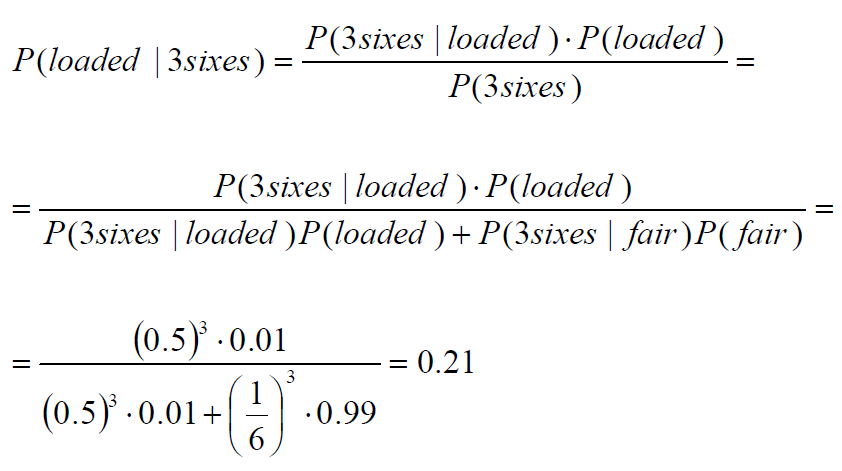 P(loaded | 3sixes) = P(3sixes | loaded) · P(loaded) / P(3sixes) =
= P(3sixes | loaded) · P(loaded) / P(3sixes | loaded)P(loaded) + P(3sixes | fair)P(fair) =
= (0.5)³ · 0.01 / (0.5)³ · 0.01 + (1/6)³ · 0.99 = 0.21